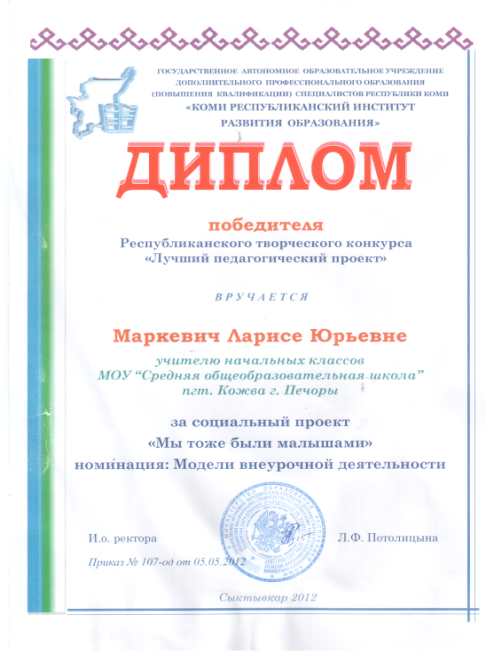 ГОСУДАРСТВЕННОЕ АВТОНОМНОЕ ОБРАЗОВАТЕЛЬНОЕ УЧРЕЖДЕНИЕ
ДОПОЛНИТЕЛЬНОГО ПРОФЕССИОНАЛЬНОГО ОБРАЗОВАНИЯ
(ПОВЫШЕНИЯ КВАЛИФИКАЦИИ) СПЕЦИАЛИСТОВ РЕСПУБЛИКИ КОМИ
«КОМИ РЕСПУБЛИКАНСКИЙ ИНСТИТУТ
РАЗВИТИЯ ОБРАЗОВАНИЯ»
ДИПЛОМ
победителя
Республиканского творческого конкурса
«Лучший педагогический проект»
ВРУЧАЕТСЯ
Маркевич Ларисе Юрьевне
учителю начальных классов
МОУ “Средняя общеобразовательная школа”
пгт. Кожва г. Печоры
за социальный проект
«Мы тоже были малышами»
номинация: Модели внеурочной деятельности
И.о. ректора Л.Ф. Потолицына
Приказ № 107-од от 05.05.2012
Сыктывкар 2012